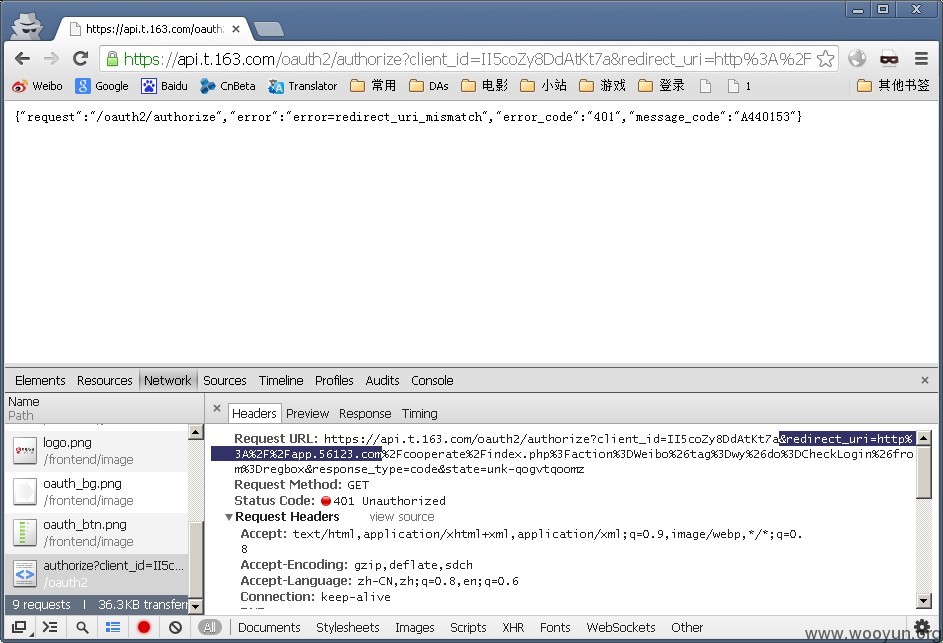 https://api.t.163.com/oauth
https://api.t.163.com/oauth2/authorize?client_id=II5coZy8DdAtKt7a&redirect_uri=http%3A%2F
Weibo Google Baidu CnBeta Translator 常用 DAs 电影 小站 游戏 登录 1 其他书签
{"request":"/oauth2/authorize","error":"error=redirect_uri_mismatch","error_code":"401","message_code":"A440153"}
Elements Resources Network Sources Timeline Profiles Audits Console
Name
Path
Headers Preview Response Timing
logo.png
/frontend/image
oauth_bg.png
/frontend/image
oauth_btn.png
/frontend/image
authorize?client_id=II5c...
/oauth2
Request URL: https://api.t.163.com/oauth2/authorize?client_id=II5coZy8DdAtKt7a&redirect_uri=http%
3A%2F%2Fapp.56123.com%2Fcooperate%2Findex.php%3Faction%3DWeibo%26tag%3Dwy%26do%3DCheckLogin%26fro
m%3Dregbox&response_type=code&state=unk-qogvtqoomz
Request Method: GET
Status Code: 401 Unauthorized
Request Headers view source
Accept: text/html,application/xhtml+xml,application/xml;q=0.9,image/webp,*/*;q=0.
8
Accept-Encoding: gzip,deflate,sdch
Accept-Language: zh-CN,zh;q=0.8,en;q=0.6
Connection: keep-alive
9 requests | 36.3KB transfer
All Documents Stylesheets Images Scripts XHR Fonts WebSockets Other
www.wooyun.org